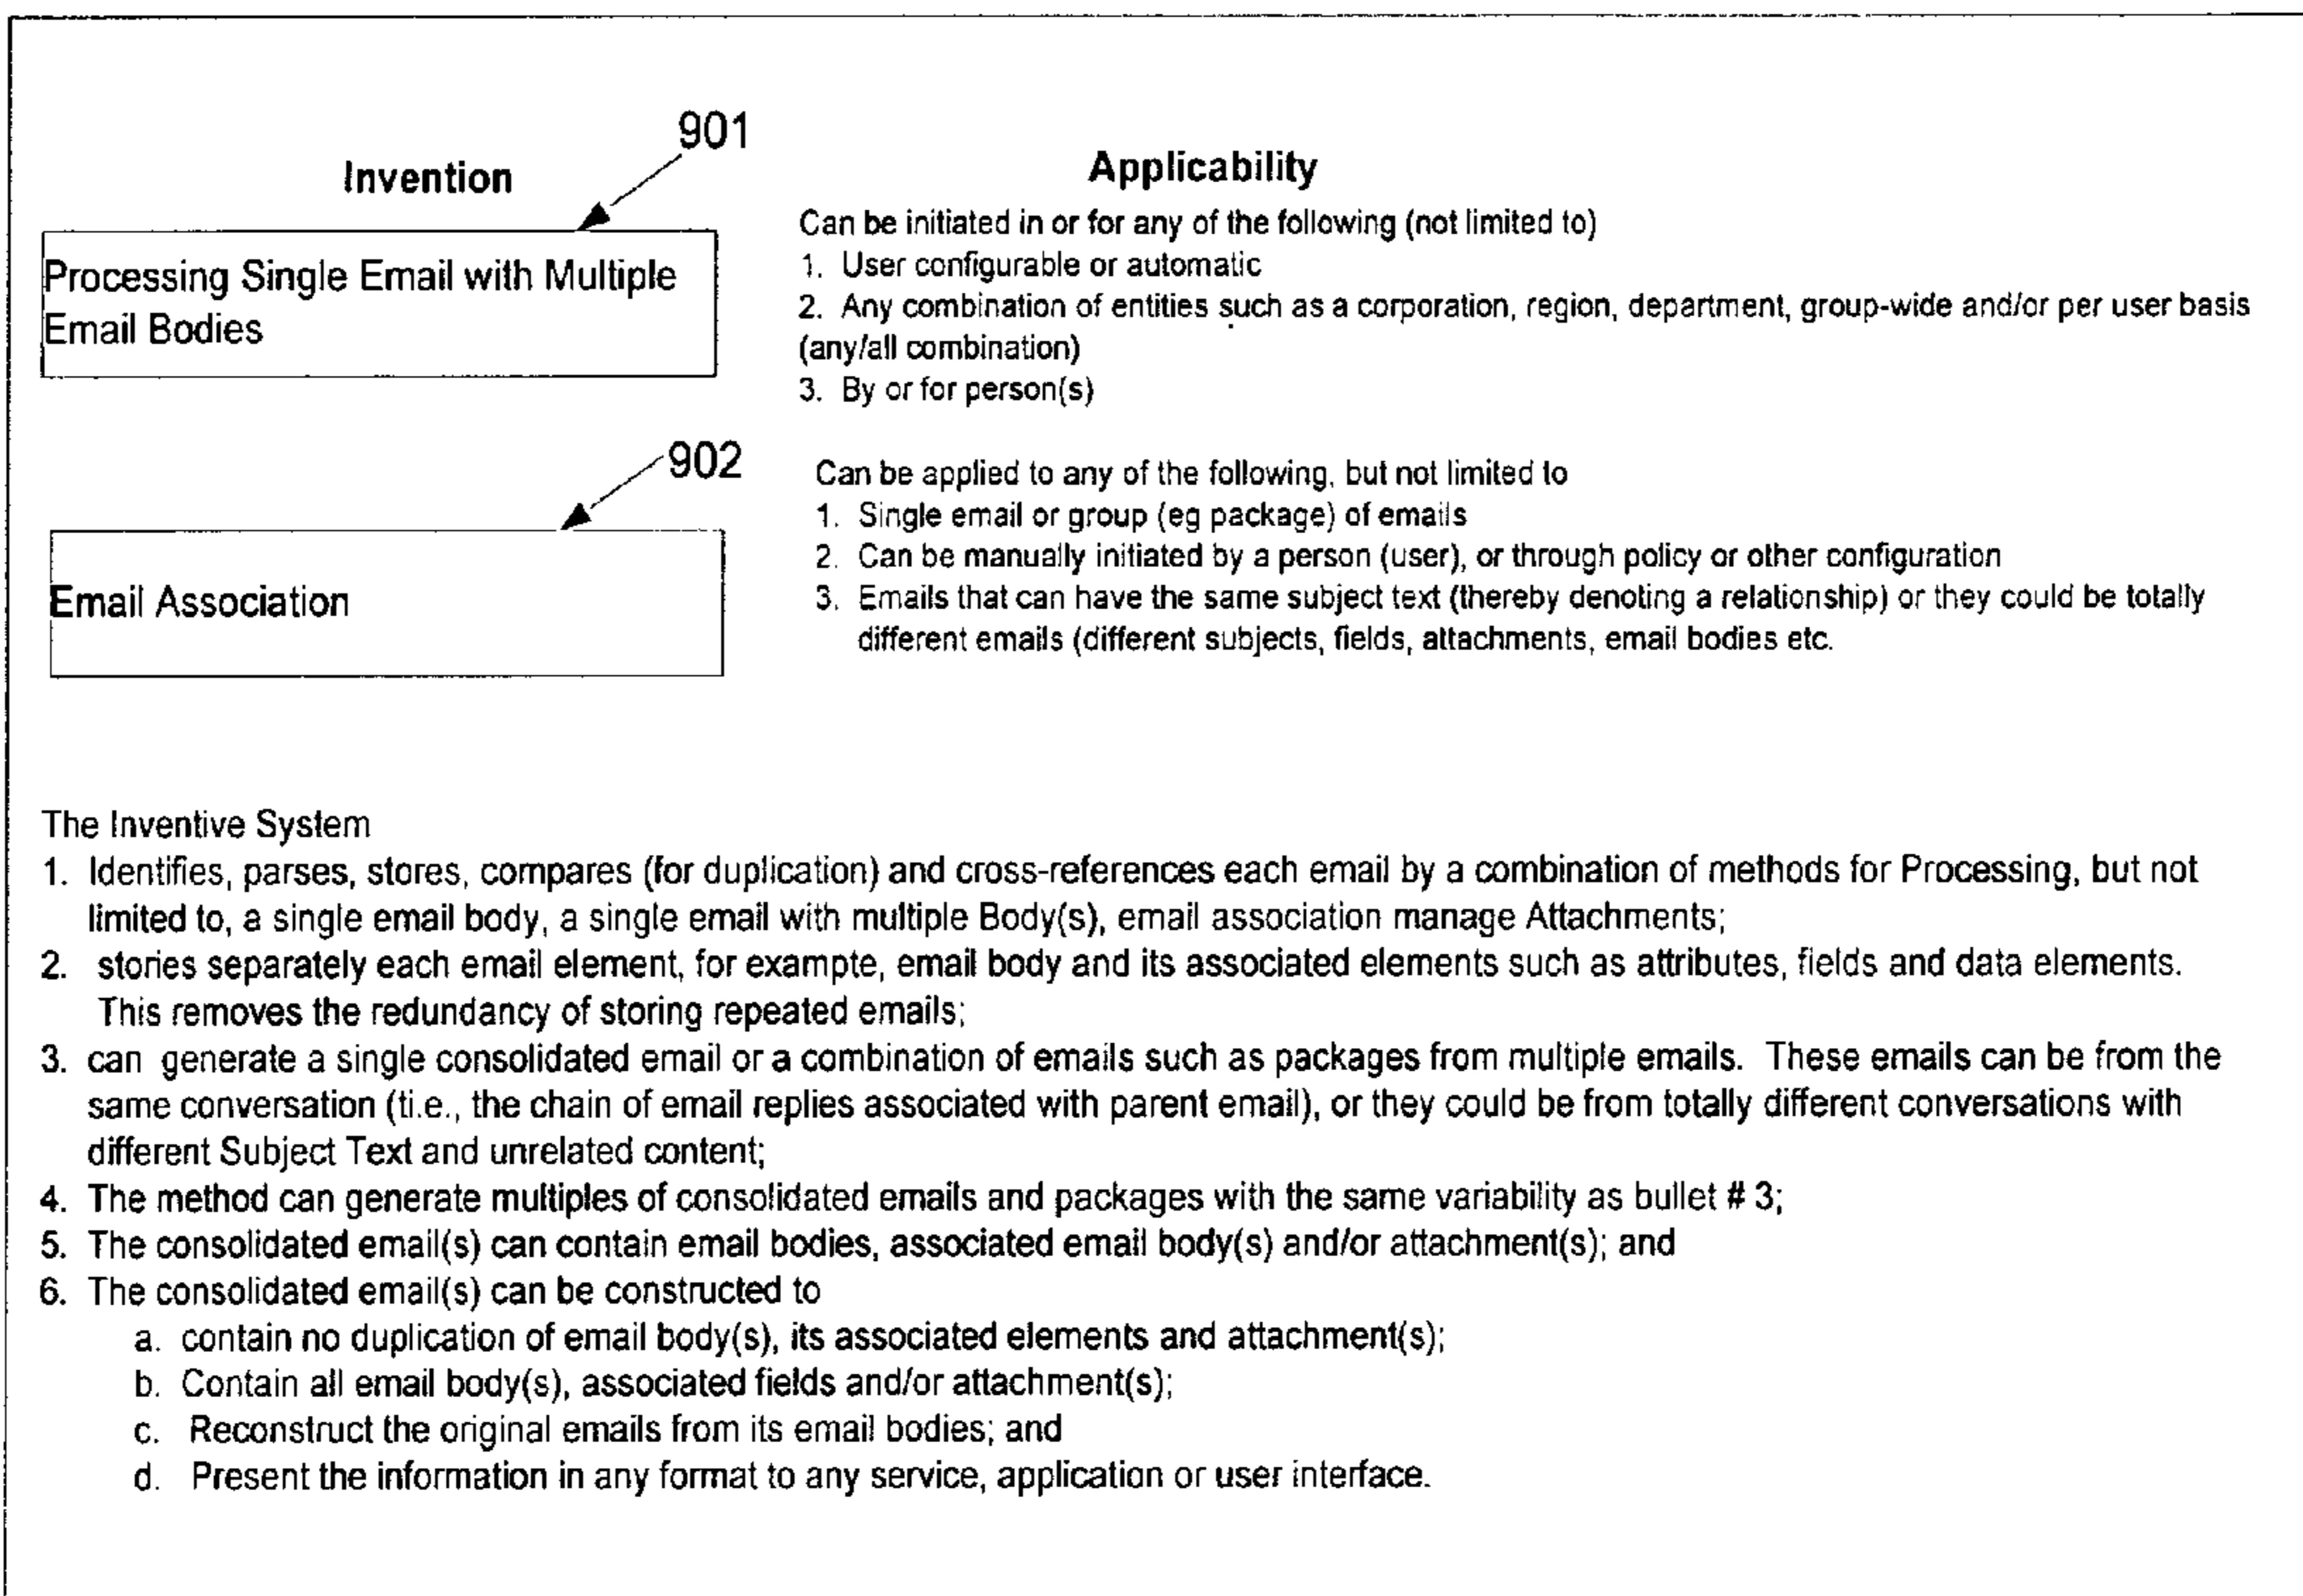 901
Invention
Applicability
Processing Single Email with Multiple
Email Bodies
Can be initiated in or for any of the following (not limited to)
1. User configurable or automatic
2. Any combination of entities such as a corporation, region, department, group-wide and/or per user basis
(any/all combination)
3. By or for person(s)
902
Email Association
Can be applied to any of the following, but not limited to
1. Single email or group (eg package) of emails
2. Can be manually initiated by a person (user), or through policy or other configuration
3. Emails that can have the same subject text (thereby denoting a relationship) or they could be totally
different emails (different subjects, fields, attachments, email bodies etc.
The Inventive System
1. Identifies, parses, stores, compares (for duplication) and cross-references each email by a combination of methods for Processing, but not
limited to, a single email body, a single email with multiple Body(s), email association manage Attachments;
2. stories separately each email element, for exampte, email body and its associated elements such as attributes, fields and data elements.
This removes the redundancy of storing repeated emails;
3. can generate a single consolidated email or a combination of emails such as packages from multiple emails. These emails can be from the
same conversation (ti.e., the chain of email replies associated with parent email), or they could be from totally different conversations with
different Subject Text and unrelated content;
4. The method can generate multiples of consolidated emails and packages with the same variability as bullet # 3;
5. The consolidated email(s) can contain email bodies, associated email body(s) and/or attachment(s); and
6. The consolidated email(s) can be constructed to
a. contain no duplication of email body(s), its associated elements and attachment(s);
b. Contain all email body(s), associated fields and/or attachment(s);
c. Reconstruct the original emails from its email bodies; and
d. Present the information in any format to any service, application or user interface.